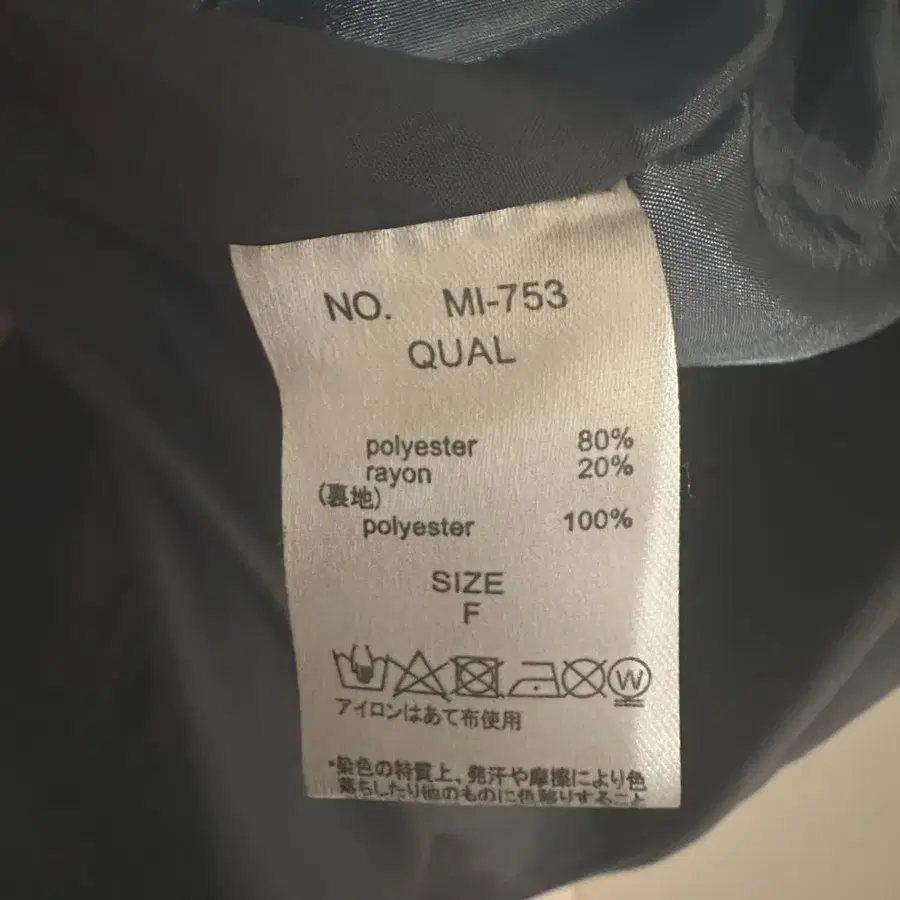 NO. MI-753
QUAL
polyester 80%
rayon 20%
(裏地)
polyester 100%
SIZE
F
W
アイロンはあて布使用
・染色の特質上、発汗や摩擦により色
落ちしたり他のものに色移りすること